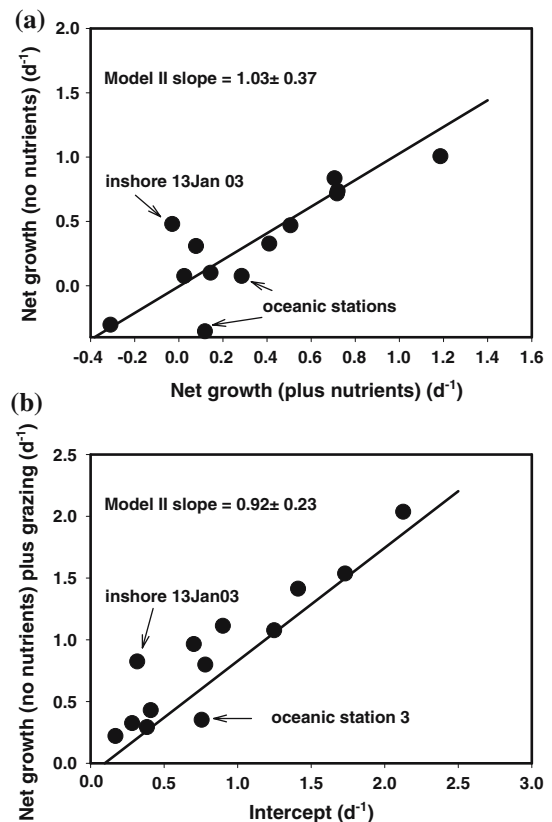 (a)
2.0
1.5
1.0
0.5
0.0
-0.4 -0.2 0.0 0.2 0.4 0.6 0.8 1.0 1.2 1.4 1.6
Net growth (no nutrients) (d⁻¹)
Model II slope = 1.03± 0.37
inshore 13Jan 03
oceanic stations
Net growth (plus nutrients) (d⁻¹)
(b)
2.5
2.0
1.5
1.0
0.5
0.0
0.0 0.5 1.0 1.5 2.0 2.5 3.0
Net growth (no nutrients) plus grazing (d⁻¹)
Model II slope = 0.92± 0.23
inshore 13Jan03
oceanic station 3
Intercept (d⁻¹)